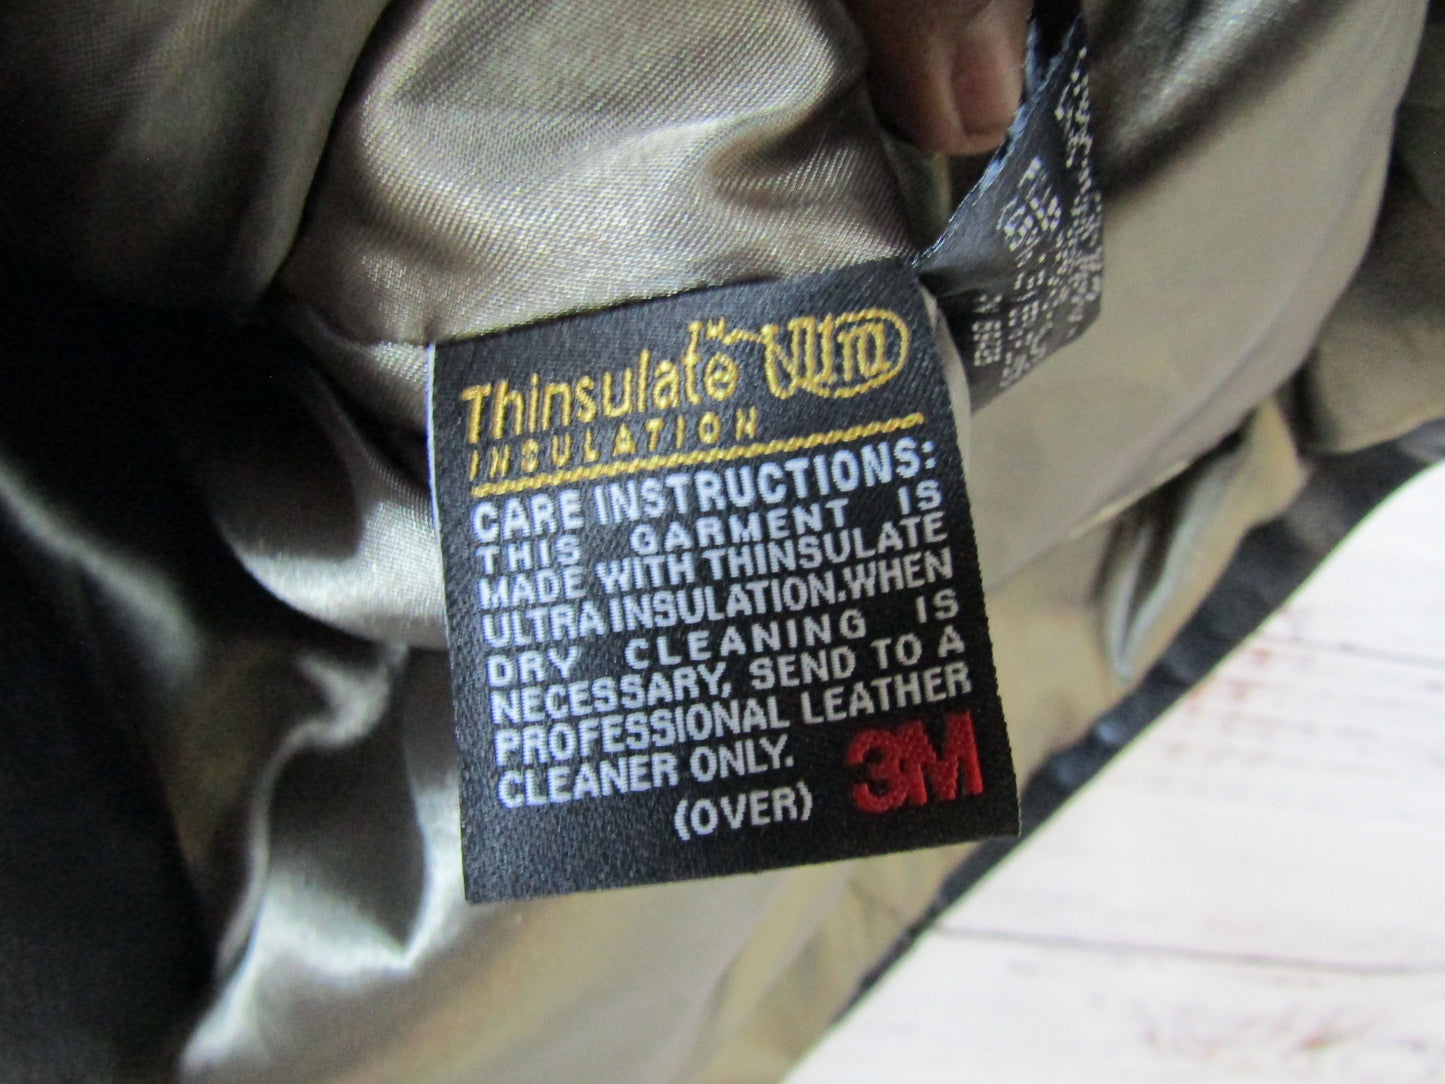 Thinsulate™ Ultra
INSULATION
CARE INSTRUCTIONS:
THIS GARMENT IS
MADE WITH THINSULATE
ULTRA INSULATION. WHEN
DRY CLEANING IS
NECESSARY, SEND TO A
PROFESSIONAL LEATHER
CLEANER ONLY.
(OVER)
3M